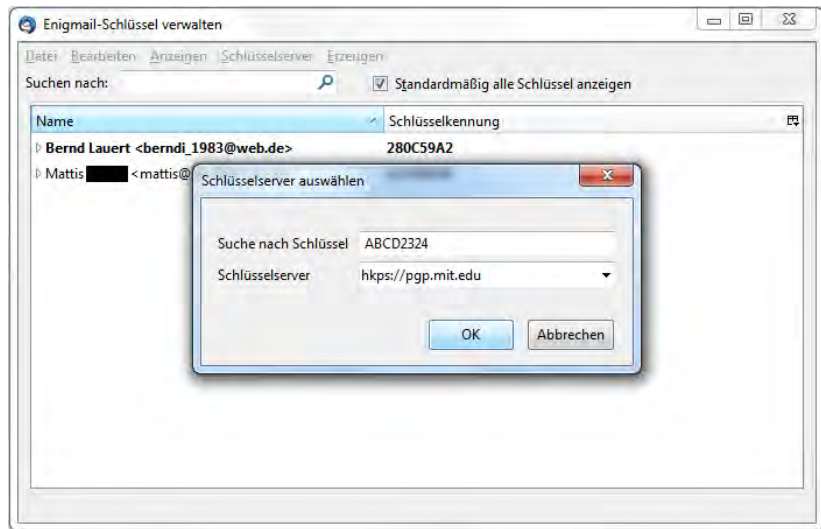 Enigmail-Schlüssel verwalten
Datei Bearbeiten Anzeigen Schlüsselserver Erzeugen
Suchen nach: Standardmäßig alle Schlüssel anzeigen
Name Schlüsselkennung
Bernd Lauert <berndi_1983@web.de> 280C59A2
Mattis <mattis@
Schlüsselserver auswählen
Suche nach Schlüssel ABCD2324
Schlüsselserver hkps://pgp.mit.edu
OK Abbrechen